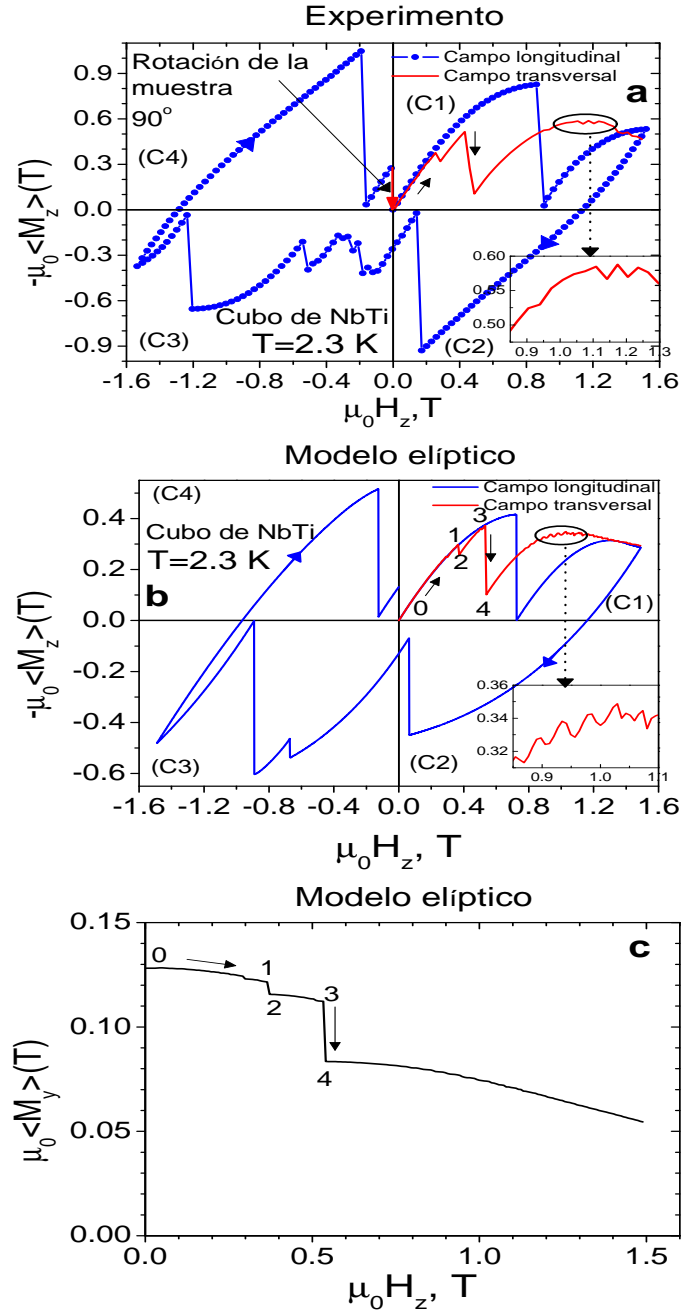 Experimento
Rotación de la
muestra
90°
Campo longitudinal
Campo transversal
(C1)
a
(C4)
0.9
0.6
0.3
0.0
-0.3
-0.6
-0.9
-μ₀<M_z>(T)
0.60
0.55
0.50
0.9 1.0 1.1 1.2 1.3
Cubo de NbTi
T=2.3 K
(C3)
(C2)
-1.6 -1.2 -0.8 -0.4 0.0 0.4 0.8 1.2 1.6
μ₀H_z, T
Modelo elíptico
(C4)
Campo longitudinal
Campo transversal
Cubo de NbTi
T=2.3 K
b
0 1 2 3 4
(C1)
0.4
0.2
0.0
-0.2
-0.4
-0.6
-μ₀<M_z>(T)
0.36
0.34
0.32
0.9 1.0 1.1
(C3)
(C2)
-1.6 -1.2 -0.8 -0.4 0.0 0.4 0.8 1.2 1.6
μ₀H_z, T
Modelo elíptico
c
0 1 2 3 4
0.15
0.10
0.05
0.00
μ₀<M_y>(T)
0.0 0.5 1.0 1.5
μ₀H_z, T